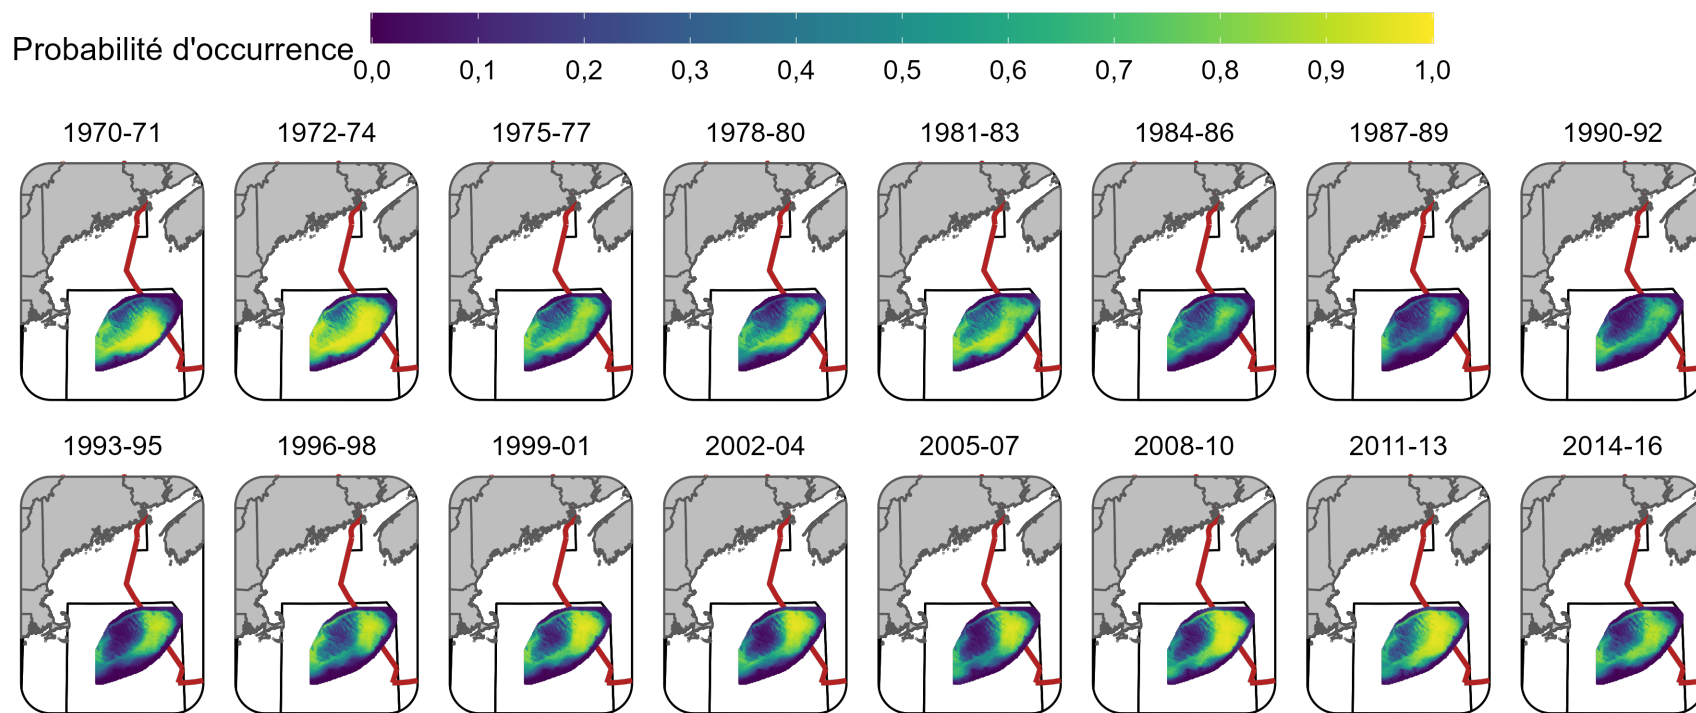 Probabilité d'occurrence
0,0 0,1 0,2 0,3 0,4 0,5 0,6 0,7 0,8 0,9 1,0
1970-71 1972-74 1975-77 1978-80 1981-83 1984-86 1987-89 1990-92
1993-95 1996-98 1999-01 2002-04 2005-07 2008-10 2011-13 2014-16